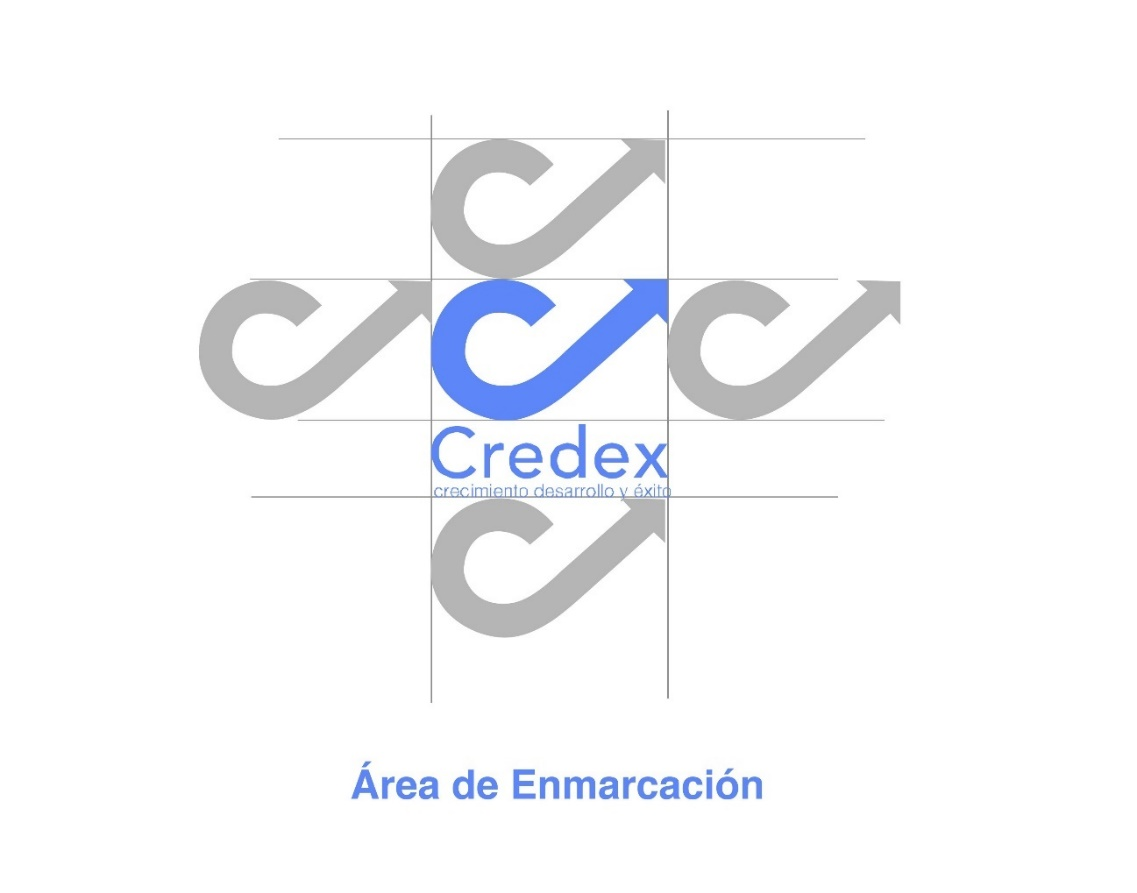 Credex
crecimiento desarrollo y éxito
Área de Enmarcación